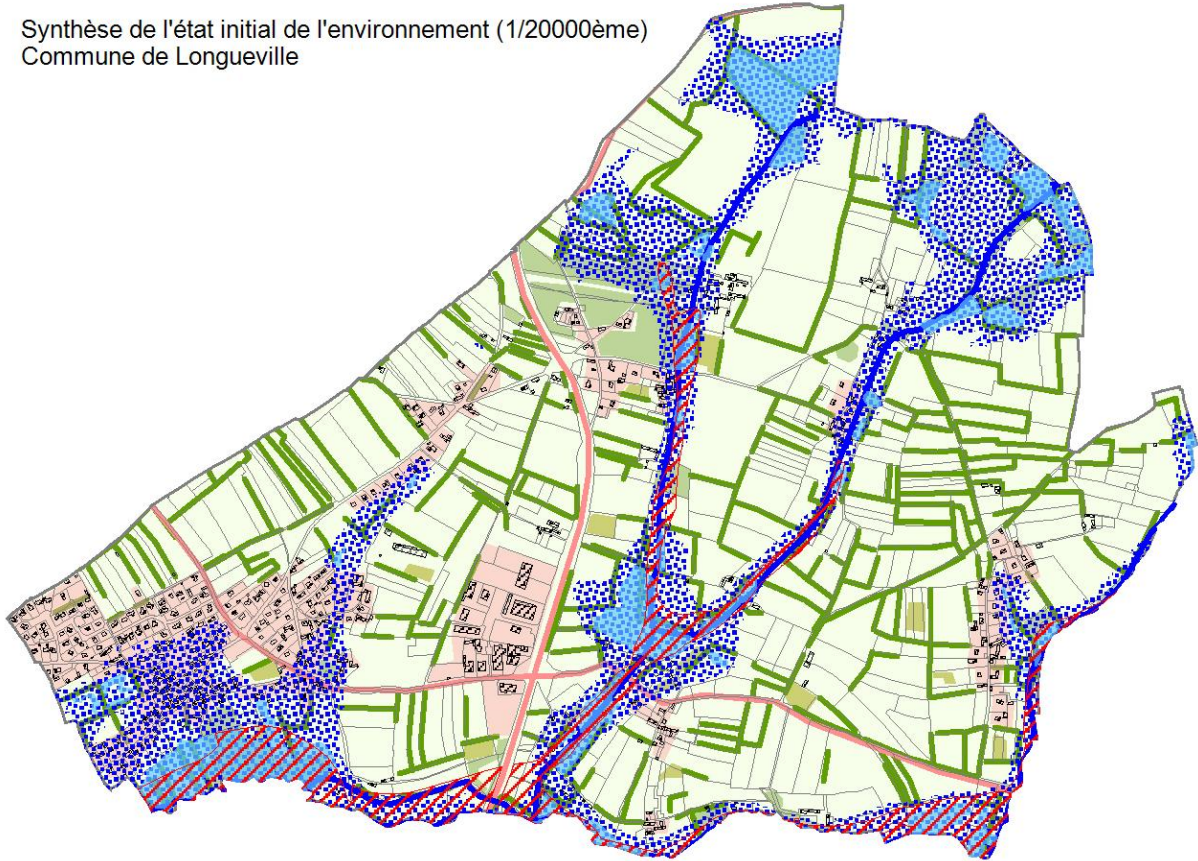 Synthèse de l'état initial de l'environnement (1/20000ème)
Commune de Longueville